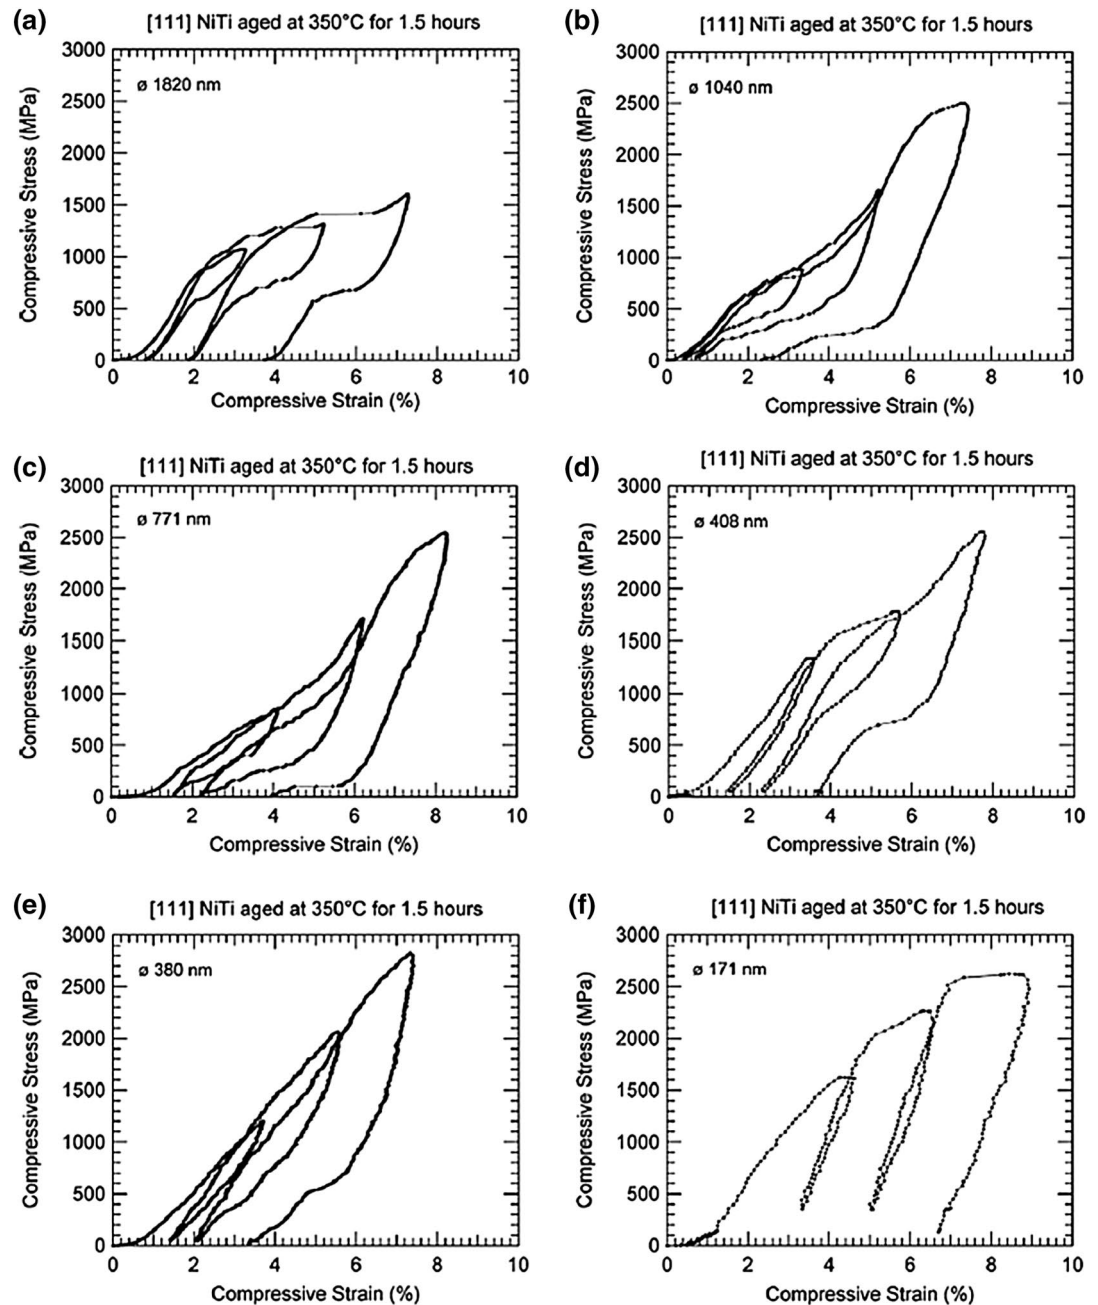 (a)
[111] NiTi aged at 350°C for 1.5 hours
ø 1820 nm
Compressive Stress (MPa)
3000
2500
2000
1500
1000
500
0
0 2 4 6 8 10
Compressive Strain (%)
(b)
[111] NiTi aged at 350°C for 1.5 hours
ø 1040 nm
Compressive Stress (MPa)
3000
2500
2000
1500
1000
500
0
0 2 4 6 8 10
Compressive Strain (%)
(c)
[111] NiTi aged at 350°C for 1.5 hours
ø 771 nm
Compressive Stress (MPa)
3000
2500
2000
1500
1000
500
0
0 2 4 6 8 10
Compressive Strain (%)
(d)
[111] NiTi aged at 350°C for 1.5 hours
ø 408 nm
Compressive Stress (MPa)
3000
2500
2000
1500
1000
500
0
0 2 4 6 8 10
Compressive Strain (%)
(e)
[111] NiTi aged at 350°C for 1.5 hours
ø 380 nm
Compressive Stress (MPa)
3000
2500
2000
1500
1000
500
0
0 2 4 6 8 10
Compressive Strain (%)
(f)
[111] NiTi aged at 350°C for 1.5 hours
ø 171 nm
Compressive Stress (MPa)
3000
2500
2000
1500
1000
500
0
0 2 4 6 8 10
Compressive Strain (%)